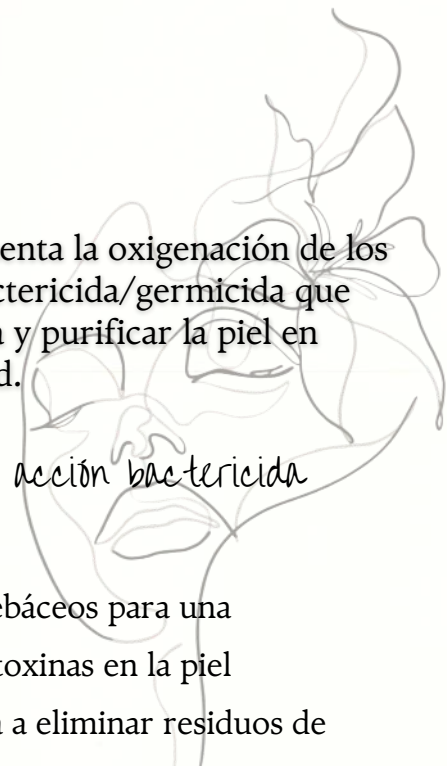 enta la oxigenación de los
ctericida/germicida que
a y purificar la piel en
d.
acción bactericida
ebáceos para una
toxinas en la piel
a a eliminar residuos de